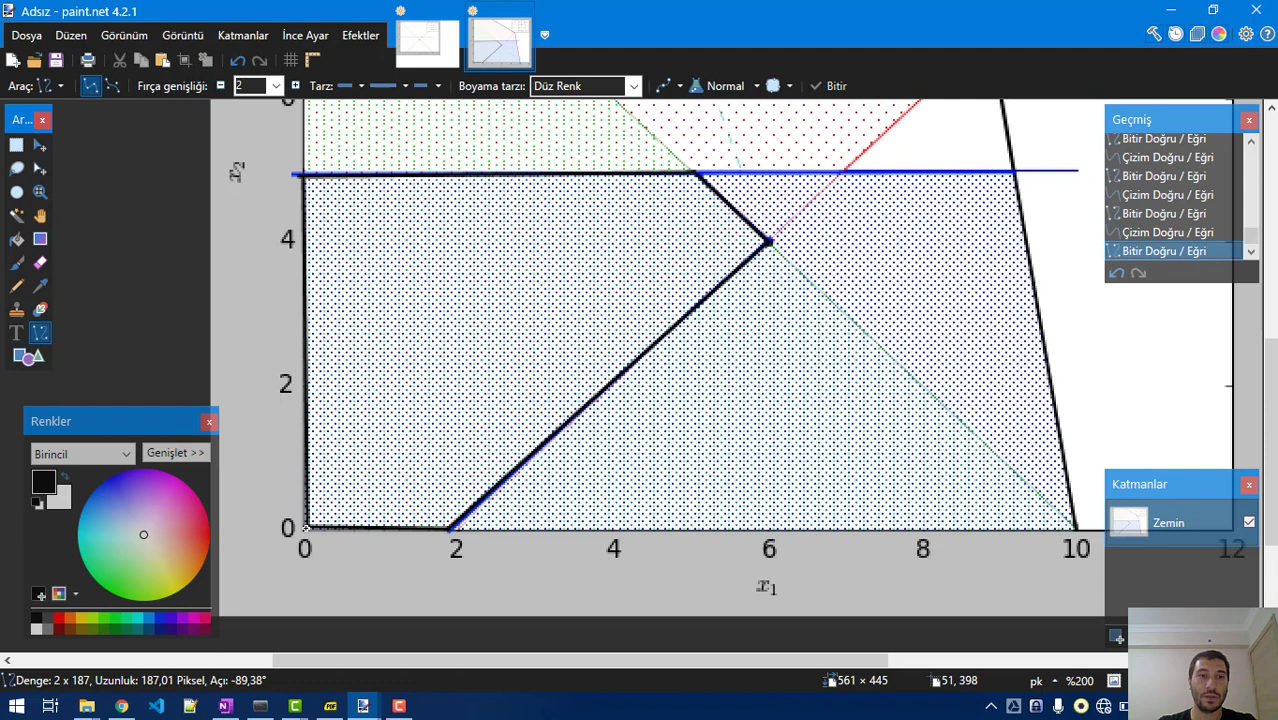 Adsız - paint.net 4.2.1
Dosya Düzen Görünüm Görüntü Katmanlar İnce Ayar Efektler
Araç: Fırça genişliği: 2 Tarz: Boyama tarzı: Düz Renk Normal Bitir
Ar...
Geçmiş
Bitir Doğru / Eğri
Çizim Doğru / Eğri
Bitir Doğru / Eğri
Çizim Doğru / Eğri
Bitir Doğru / Eğri
Çizim Doğru / Eğri
Bitir Doğru / Eğri
x2
4
2
0
0 2 4 6 8 10 12
x1
Renkler
Birincil
Genişlet >>
Katmanlar
Zemin
Denge: 2 x 187, Uzunluk: 187,01 Piksel, Açı: -89,38°
561 × 445
51, 398
pk
%200